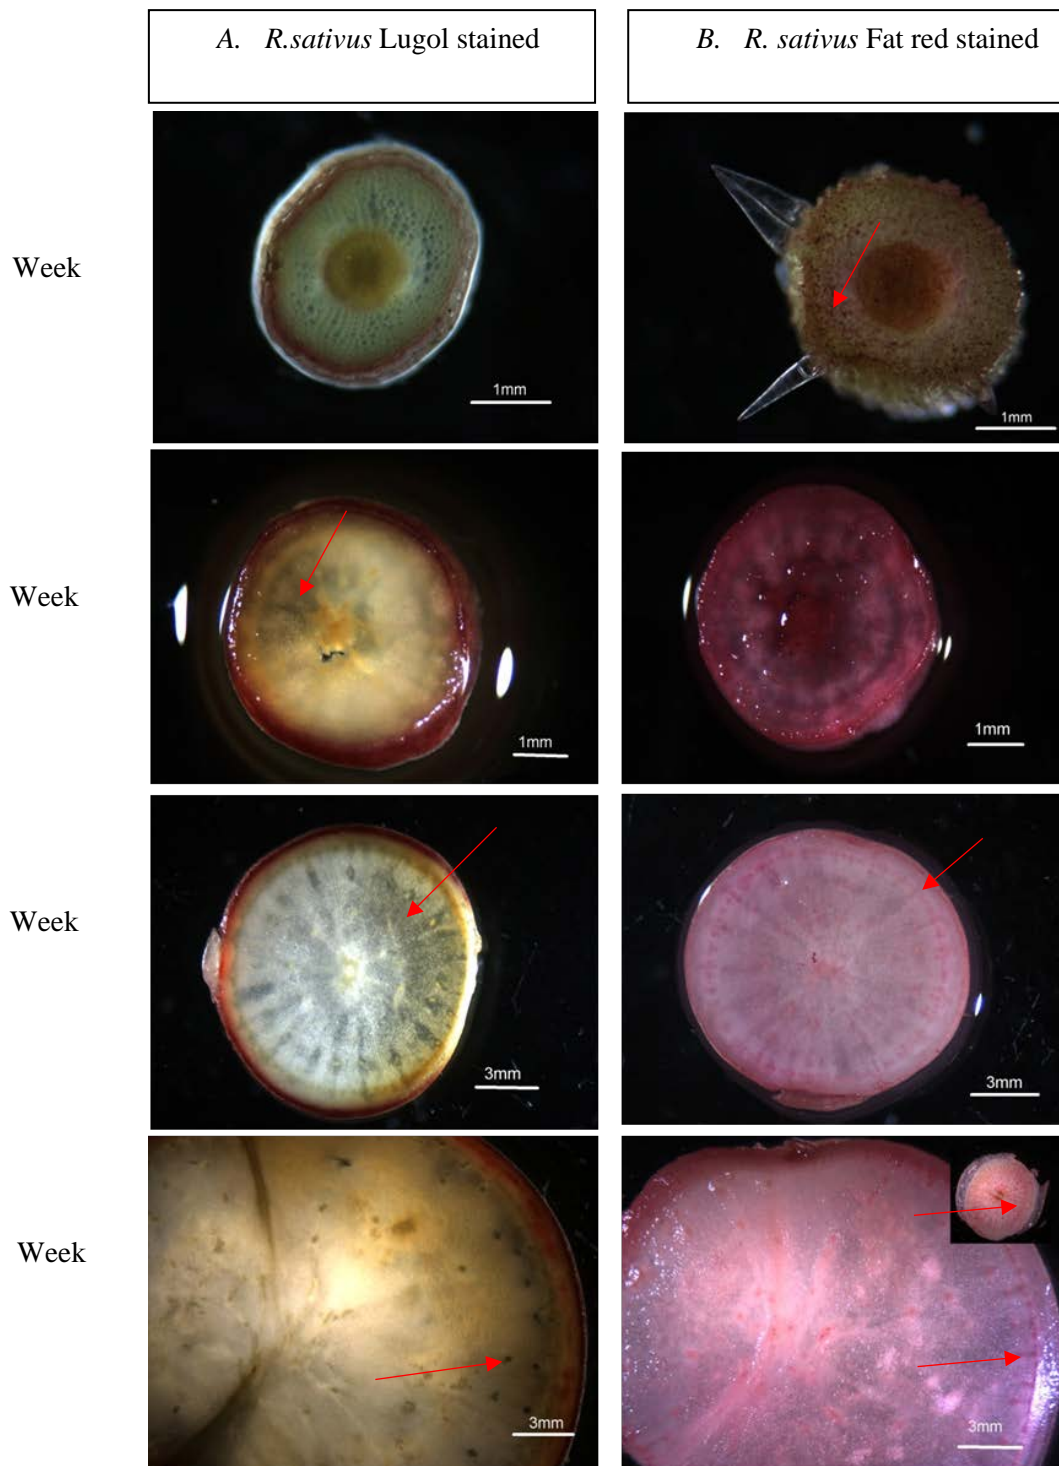 A. R.sativus Lugol stained
B. R. sativus Fat red stained
Week
1mm
1mm
Week
1mm
1mm
Week
3mm
3mm
Week
3mm
3mm